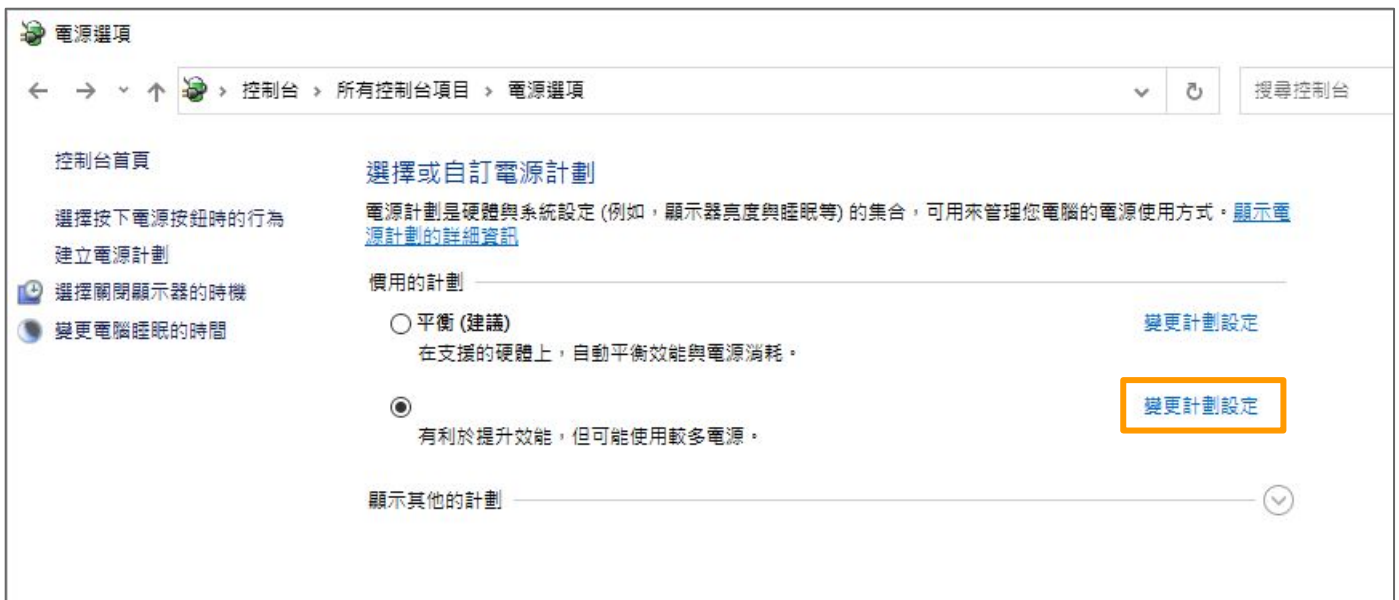 電源選項
控制台 › 所有控制台項目 › 電源選項
搜尋控制台
控制台首頁
選擇按下電源按鈕時的行為
建立電源計劃
選擇關閉顯示器的時機
變更電腦睡眠的時間
選擇或自訂電源計劃
電源計劃是硬體與系統設定 (例如，顯示器亮度與睡眠等) 的集合，可用來管理您電腦的電源使用方式。顯示電
源計劃的詳細資訊
慣用的計劃
平衡 (建議)
變更計劃設定
在支援的硬體上，自動平衡效能與電源消耗。
變更計劃設定
有利於提升效能，但可能使用較多電源。
顯示其他的計劃